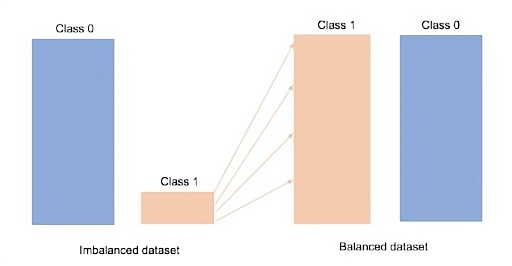 Class 0
Class 1
Imbalanced dataset
Class 1
Class 0
Balanced dataset